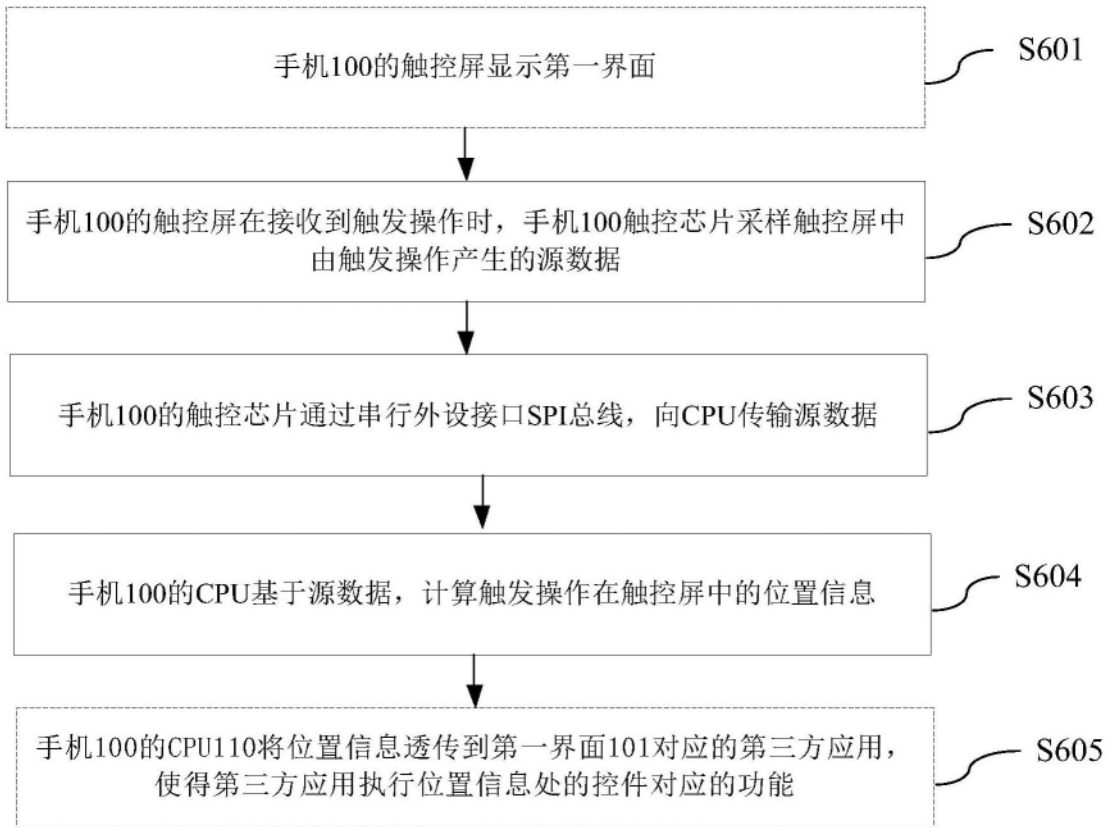 手机100的触控屏显示第一界面
S601
手机100的触控屏在接收到触发操作时，手机100触控芯片采样触控屏中
由触发操作产生的源数据
S602
手机100的触控芯片通过串行外设接口SPI总线，向CPU传输源数据
S603
手机100的CPU基于源数据，计算触发操作在触控屏中的位置信息
S604
手机100的CPU110将位置信息透传到第一界面101对应的第三方应用，
使得第三方应用执行位置信息处的控件对应的功能
S605